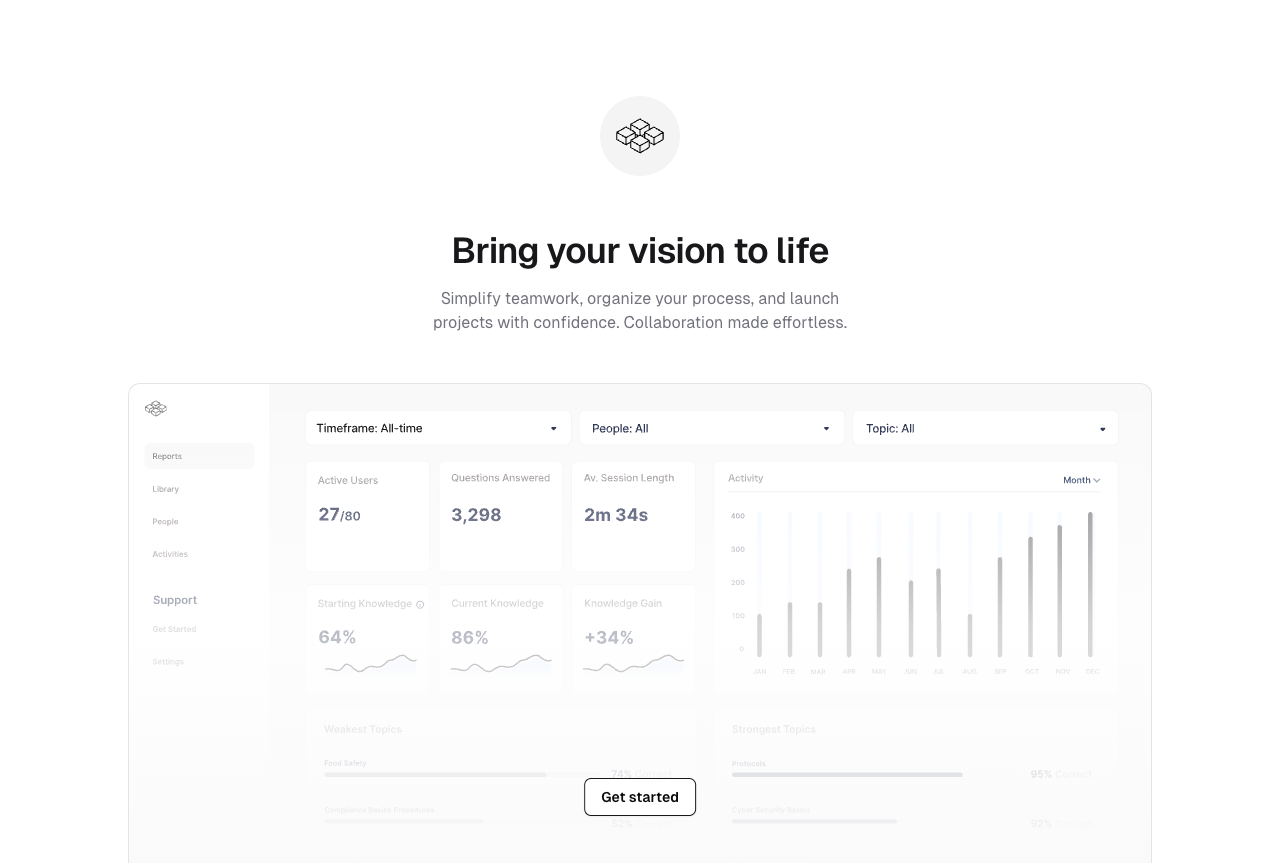 Bring your vision to life
Simplify teamwork, organize your process, and launch
projects with confidence. Collaboration made effortless.
Reports
Library
People
Activities
Support
Get Started
Settings
Timeframe: All-time
People: All
Topic: All
Active Users
27/80
Questions Answered
3,298
Av. Session Length
2m 34s
Starting Knowledge
64%
Current Knowledge
86%
Knowledge Gain
+34%
Activity
Month
400
300
200
100
0
JAN FEB MAR APR MAY JUN JUL AUG SEP OCT NOV DEC
Weakest Topics
Food Safety
74% Correct
Compliance Basics Procedures
52%
Strongest Topics
Protocols
95% Correct
Cyber Security Basics
92%
Get started